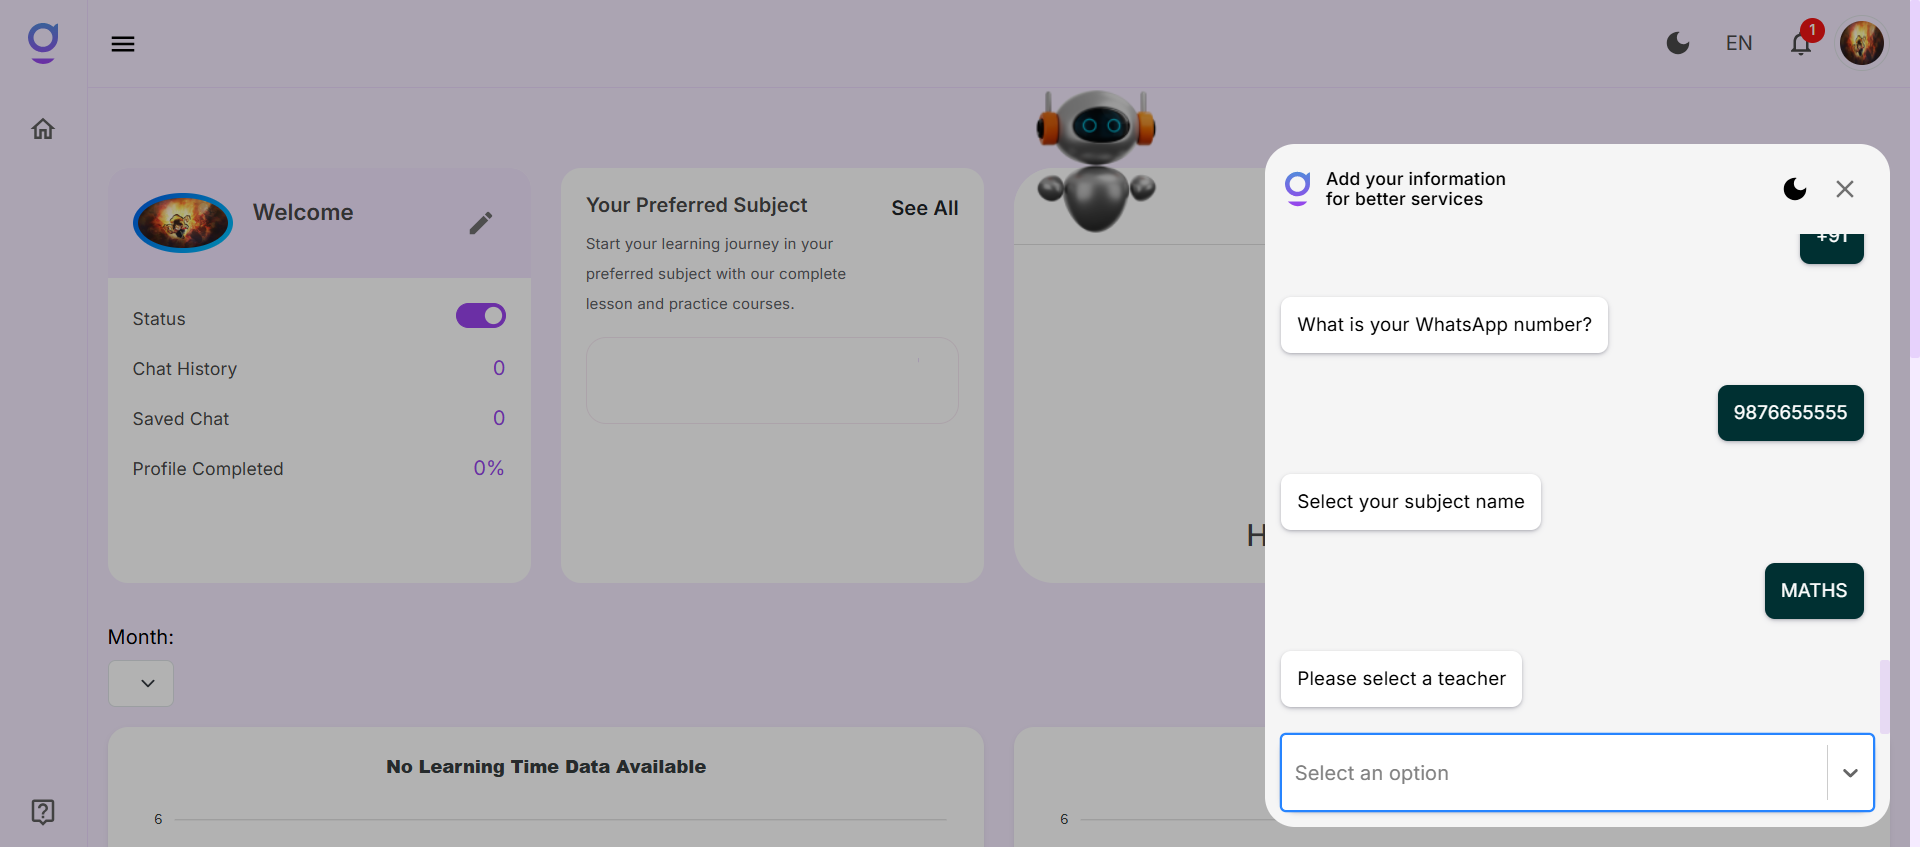 EN
1
Welcome
Status
Chat History 0
Saved Chat 0
Profile Completed 0%
Your Preferred Subject
See All
Start your learning journey in your
preferred subject with our complete
lesson and practice courses.
H
Month:
No Learning Time Data Available
6
6
Add your information
for better services
+91
What is your WhatsApp number?
9876655555
Select your subject name
MATHS
Please select a teacher
Select an option